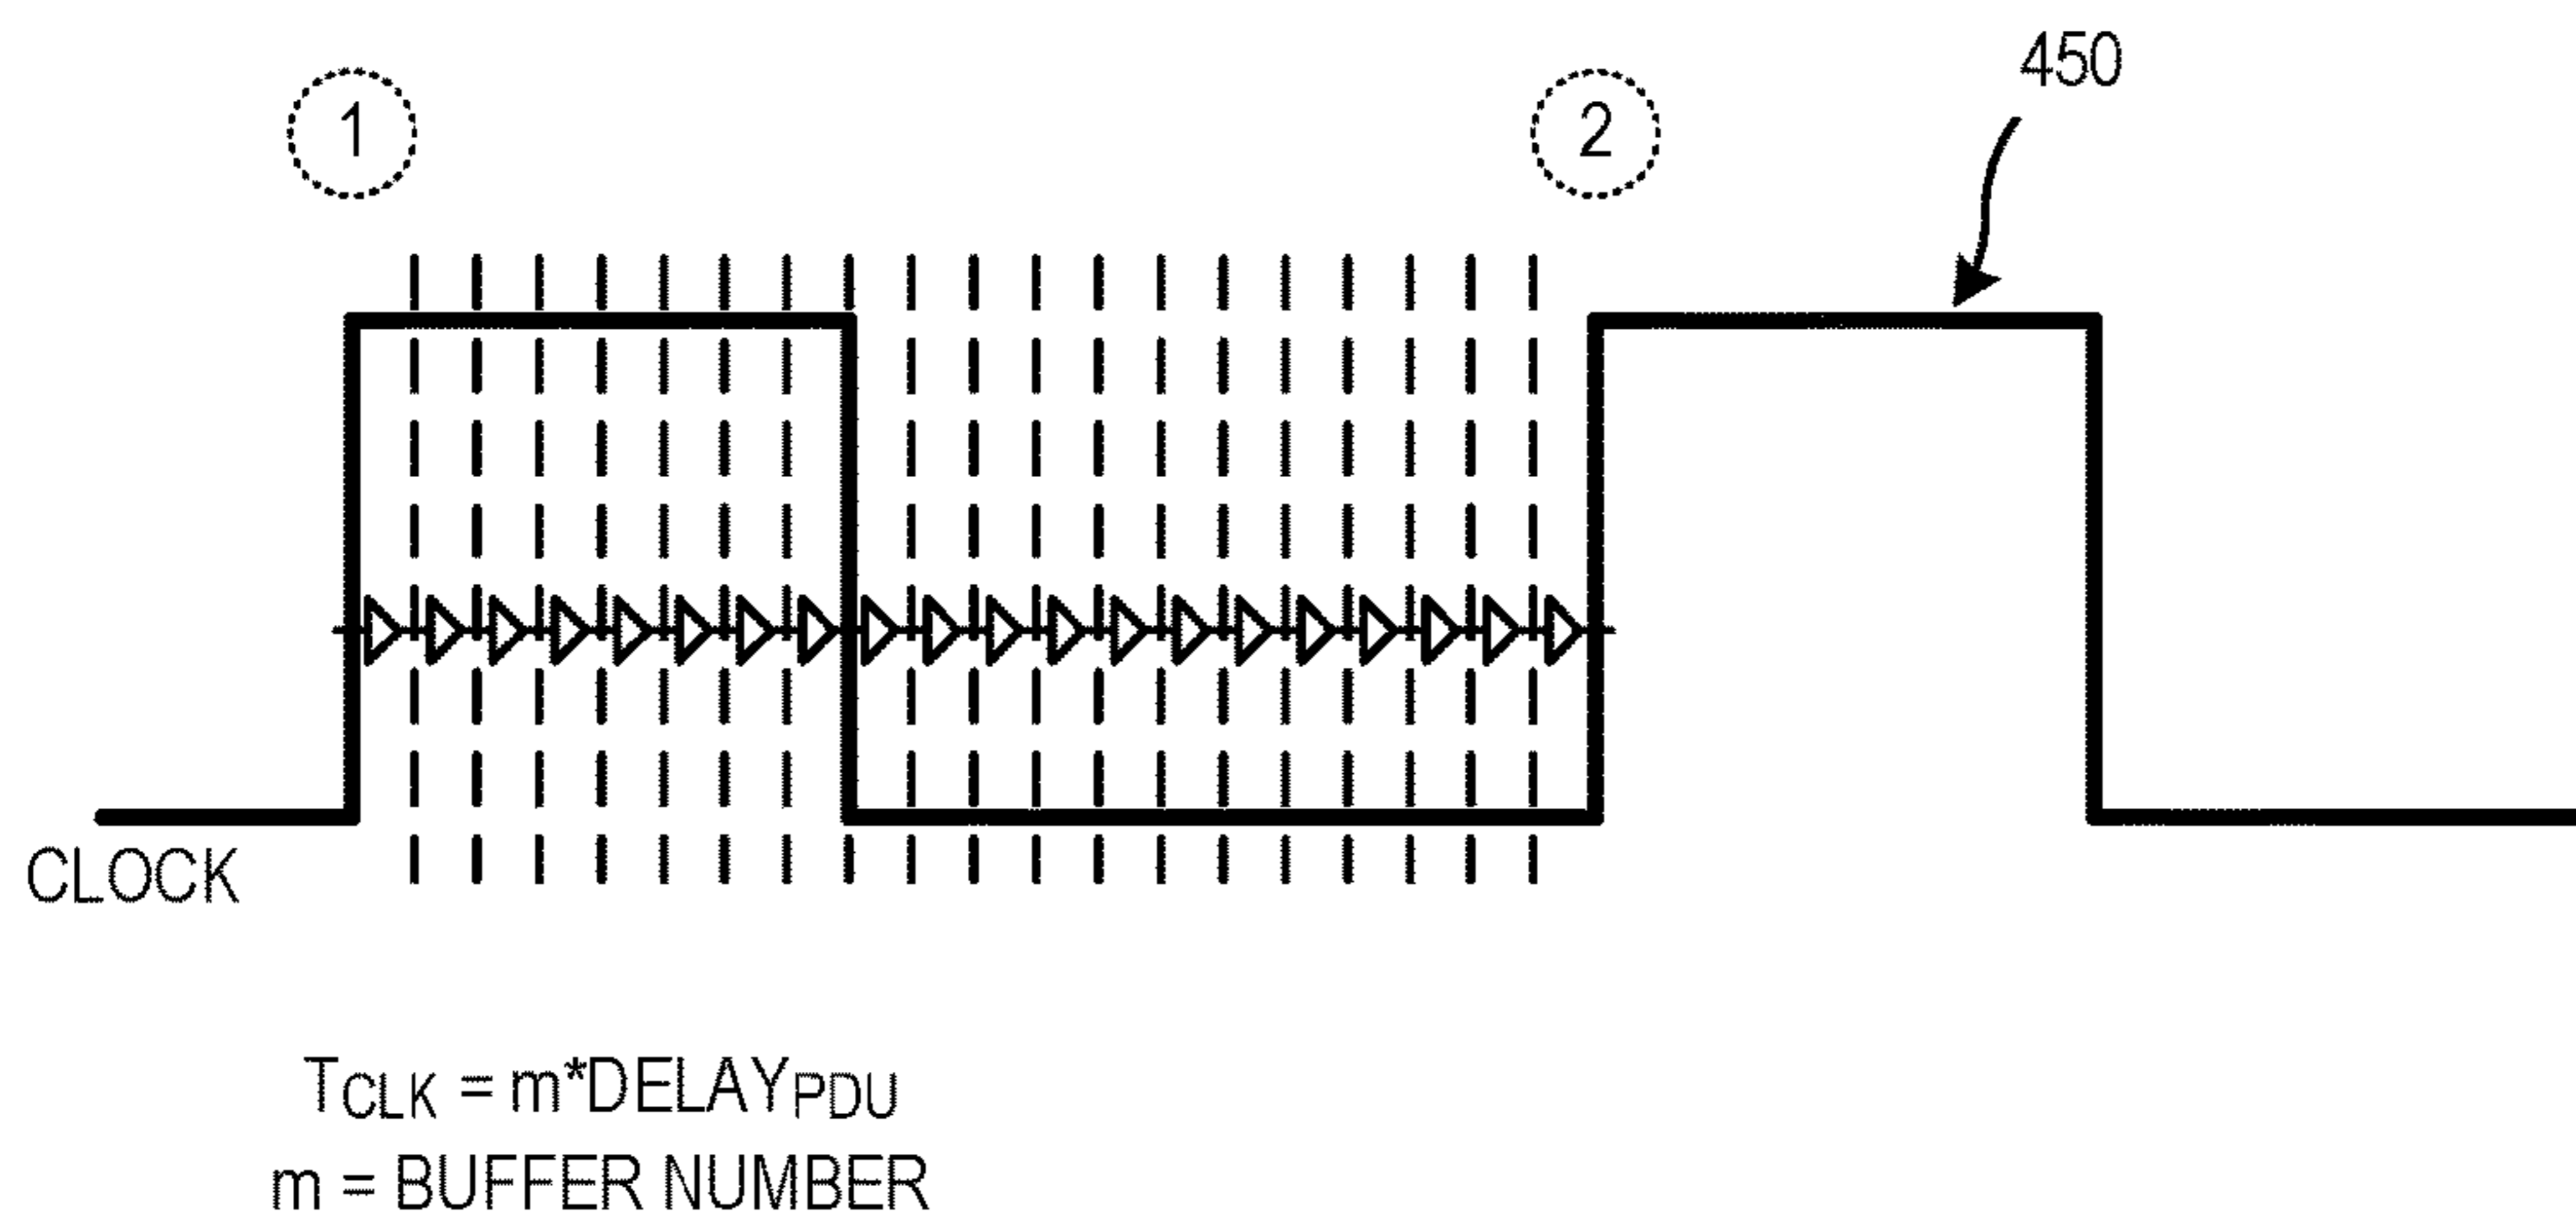 450
1
2
CLOCK
TCLK = m*DELAYPDU
m = BUFFER NUMBER